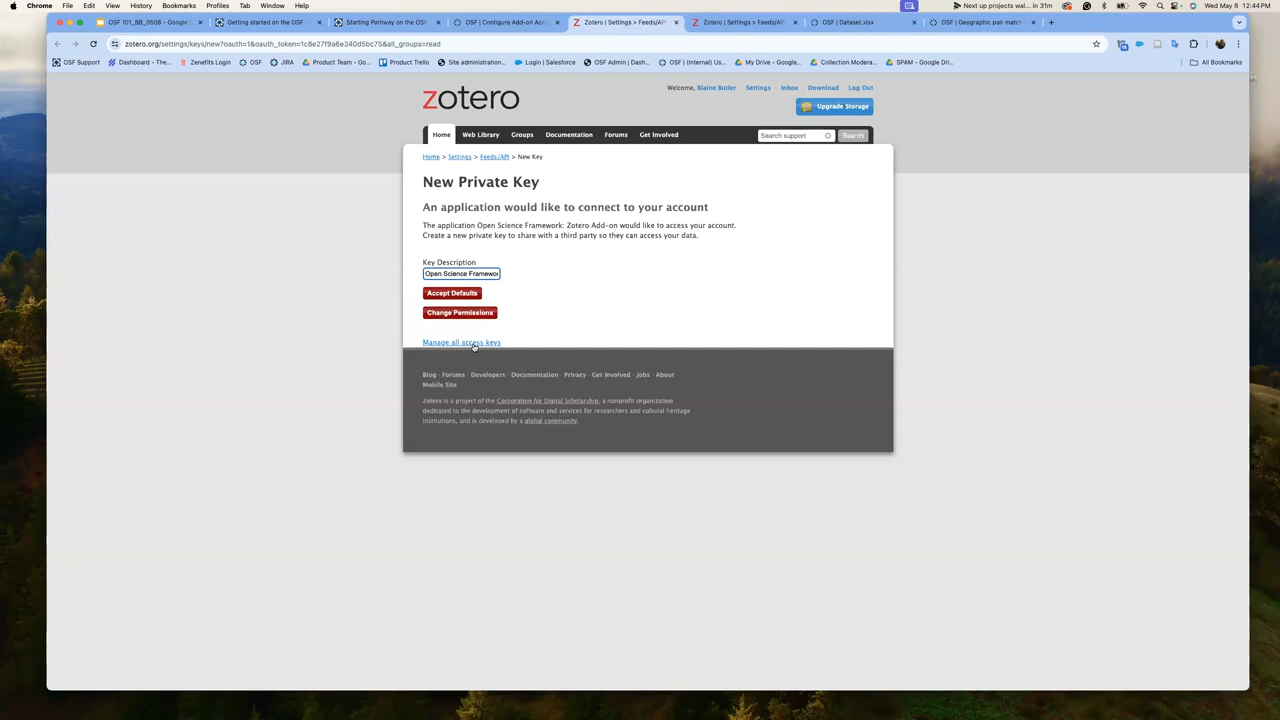 Chrome File Edit View History Bookmarks Profiles Tab Window Help
Next up projects wal... in 31m Wed May 8 12:44 PM
OSF 101_BB_0508 - Google
Getting started on the OSF
Starting Pathway on the OSF
OSF | Configure Add-on Acc
Zotero | Settings > Feeds/API
Zotero | Settings > Feeds/API
OSF | Dataset.xlsx
OSF | Geographic pair match
zotero.org/settings/keys/new?oauth=1&oauth_token=1c8e27f9a6e340d5bc75&all_groups=read
OSF Support
Dashboard - The...
Zenefits Login
OSF
JIRA
Product Team - Go...
Product Trello
Site administration...
Login | Salesforce
OSF Admin | Dash...
OSF | (Internal) Us...
My Drive - Google...
Collection Modera...
SPAM - Google Dri...
All Bookmarks
zotero
Welcome, Blaine Butler · Settings · Inbox · Download · Log Out
Upgrade Storage
Home Web Library Groups Documentation Forums Get Involved
Search support
Search
Home > Settings > Feeds/API > New Key
New Private Key
An application would like to connect to your account
The application Open Science Framework: Zotero Add-on would like to access your account.
Create a new private key to share with a third party so they can access your data.
Key Description
Open Science Framewor
Accept Defaults
Change Permissions
Manage all access keys
Blog · Forums · Developers · Documentation · Privacy · Get Involved · Jobs · About
Mobile Site
Zotero is a project of the Corporation for Digital Scholarship, a nonprofit organization
dedicated to the development of software and services for researchers and cultural heritage
institutions, and is developed by a global community.